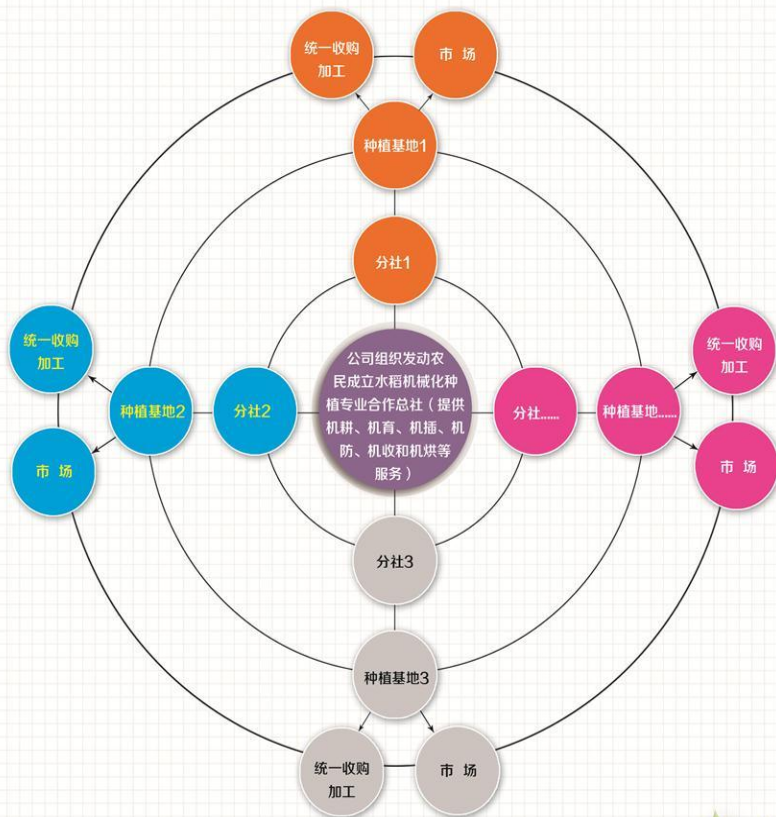 统一收购
加工
市 场
种植基地1
分社1
公司组织发动农
民成立水稻机械化种
植专业合作总社（提供
机耕、机育、机插、机
防、机收和机烘等
服务）
统一收购
加工
种植基地2
分社2
市 场
分社……
种植基地……
统一收购
加工
市 场
分社3
种植基地3
统一收购
加工
市 场